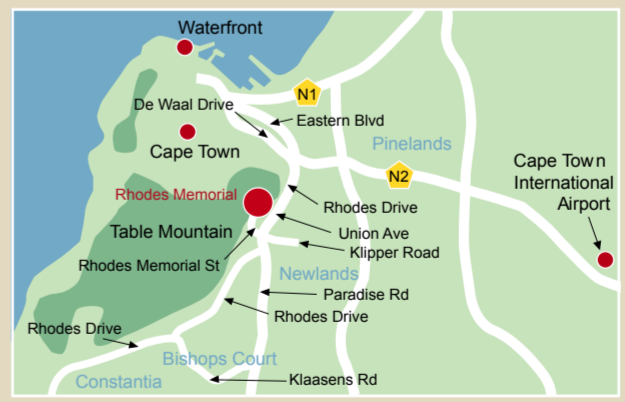 Waterfront
N1
De Waal Drive
Eastern Blvd
Pinelands
Cape Town
N2
Cape Town
International
Airport
Rhodes Memorial
Rhodes Drive
Table Mountain
Union Ave
Klipper Road
Rhodes Memorial St
Newlands
Paradise Rd
Rhodes Drive
Rhodes Drive
Bishops Court
Constantia
Klaasens Rd